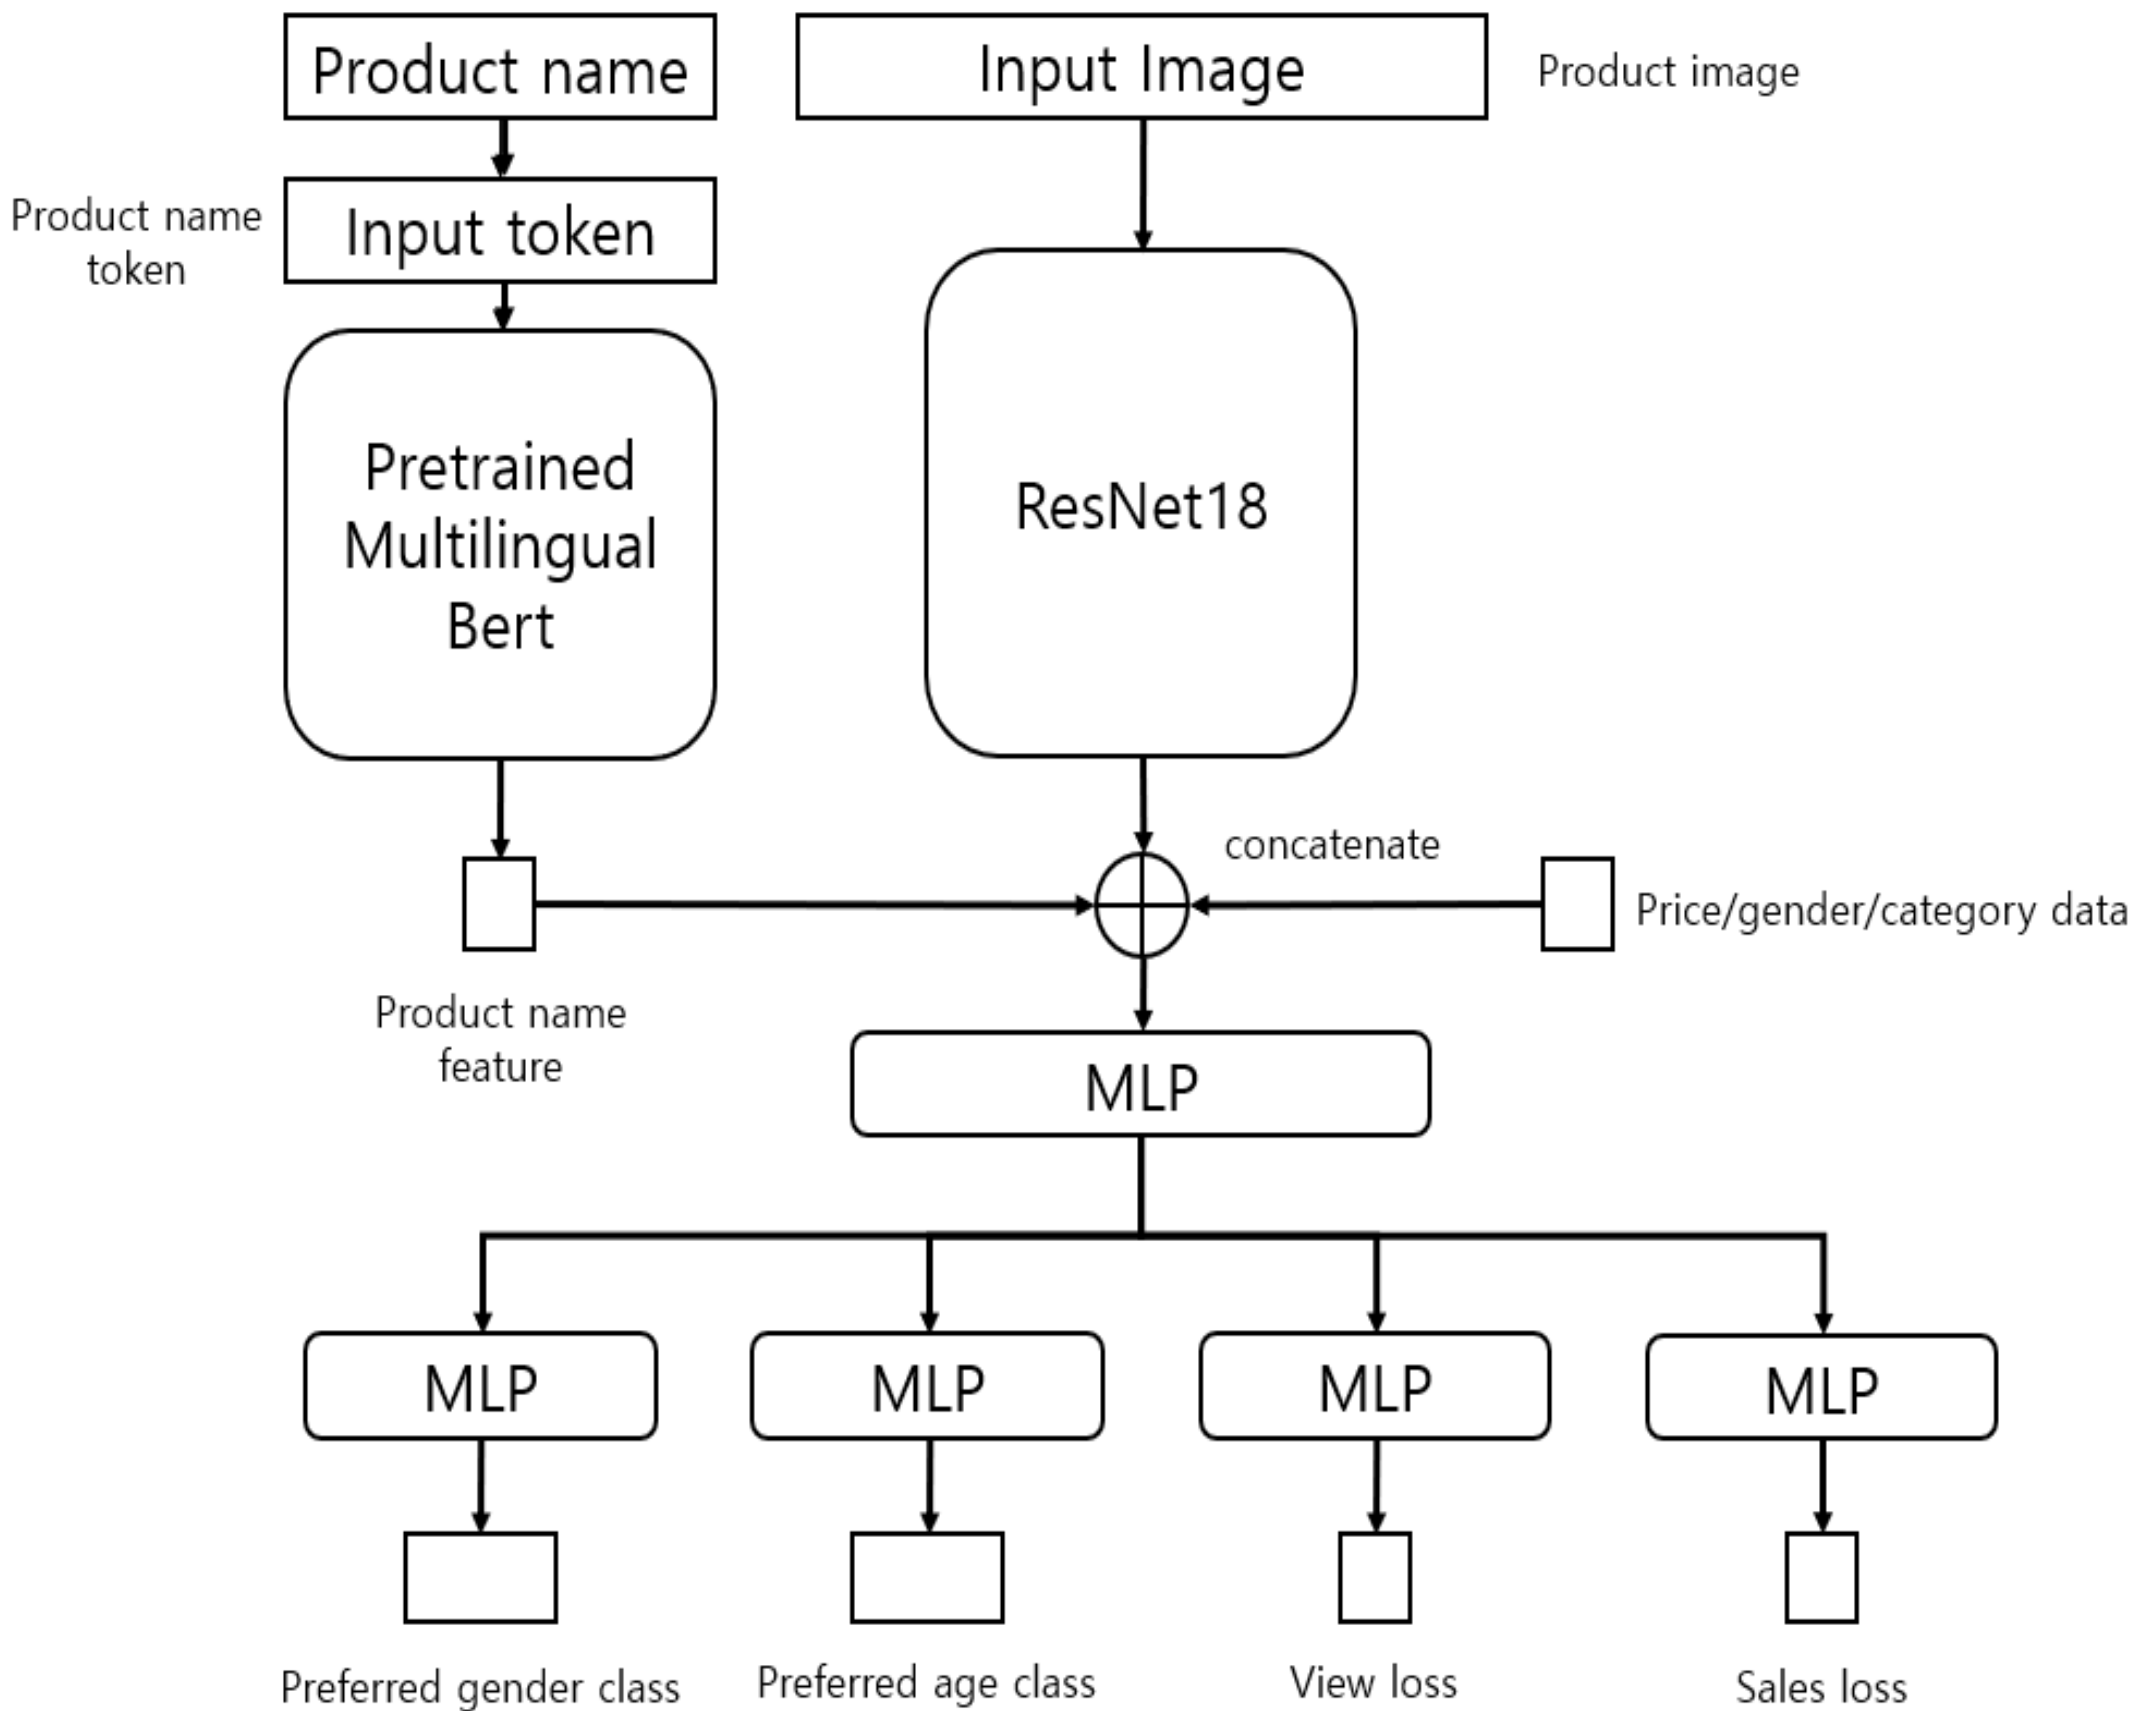 Product name
Input Image
Product image
Product name
token
Input token
Pretrained
Multilingual
Bert
ResNet18
concatenate
Price/gender/category data
Product name
feature
MLP
MLP
MLP
MLP
MLP
Preferred gender class
Preferred age class
View loss
Sales loss